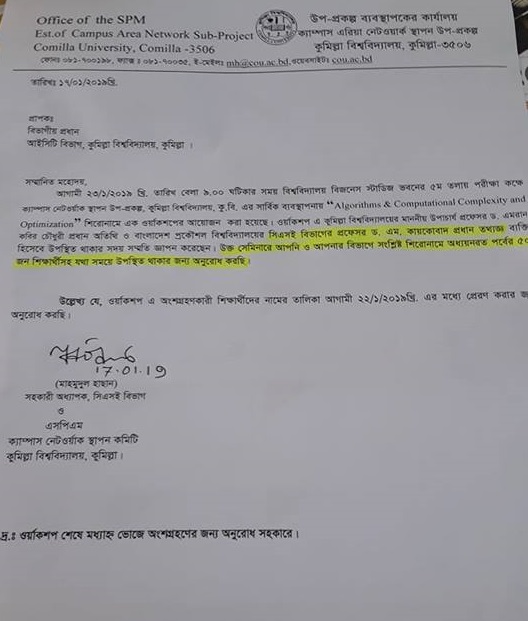 Office of the SPM
Est.of Campus Area Network Sub-Project
Comilla University, Comilla -3506
উপ-প্রকল্প ব্যবস্থাপকের কার্যালয়
ক্যাম্পাস এরিয়া নেটওয়ার্ক স্থাপন উপ-প্রকল্প
কুমিল্লা বিশ্ববিদ্যালয়, কুমিল্লা-৩৫০৬
ফোনঃ ০৮১-৭০০১৯৮, ফ্যাক্স : ০৮১-৭০০৩৫, ই-মেইলঃ mh@cou.ac.bd,ওয়েবসাইটঃ cou.ac.bd
তারিখঃ ১৭/০১/২০১৯খ্রি.
প্রাপকঃ
বিভাগীয় প্রধান
আইসিটি বিভাগ, কুমিল্লা বিশ্ববিদ্যালয়, কুমিল্লা ।
সম্মানিত মহোদয়,
আগামী ২৩/১/২০১৯ খ্রি. তারিখ বেলা ৯.০০ ঘটিকার সময় বিশ্ববিদ্যালয় বিজনেস স্টাডিজ ভবনের ৫ম তলায় পরীক্ষা কক্ষে
ক্যাম্পাস নেটওয়ার্ক স্থাপন উপ-প্রকল্প, কুমিল্লা বিশ্ববিদ্যালয়, কু.বি. এর সার্বিক ব্যবস্থাপনায় “Algorithms & Computational Complexity and
Optimization” শিরোনামে এক ওয়ার্কশপের আয়োজন করা হয়েছে। ওয়ার্কশপ এ কুমিল্লা বিশ্ববিদ্যালয়ের মাননীয় উপাচার্য প্রফেসর ড. এমরান
কবির চৌধুরী প্রধান অতিথি ও বাংলাদেশ প্রকৌশল বিশ্ববিদ্যালয়ের সিএসই বিভাগের প্রফেসর ড. এম, কায়কোবাদ প্রধান তথ্যজ্ঞ ব্যক্তি
হিসেবে উপস্থিত থাকার সদয় সম্মতি জ্ঞাপন করেছেন। উক্ত সেমিনারে আপনি ও আপনার বিভাগে সংশ্লিষ্ট শিরোনামে অধ্যয়নরত পর্বের ৫০
জন শিক্ষার্থীসহ যথা সময়ে উপস্থিত থাকার জন্য অনুরোধ করছি।
উল্লেখ্য যে, ওয়ার্কশপ এ অংশগ্রহণকারী শিক্ষার্থীদের নামের তালিকা আগামী ২২/১/২০১৯খ্রি. এর মধ্যে প্রেরণ করার
অনুরোধ করছি।
17.01.19
(মাহমুদুল হাছান)
সহকারী অধ্যাপক, সিএসই বিভাগ
ও
এসপিএম
ক্যাম্পাস নেটওর্য়াক স্থাপন কমিটি
কুমিল্লা বিশ্ববিদ্যালয়, কুমিল্লা।
দ্র.ঃ ওর্য়াকশপ শেষে মধ্যাহ্ন ভোজে অংশগ্রহণের জন্য অনুরোধ সহকারে।